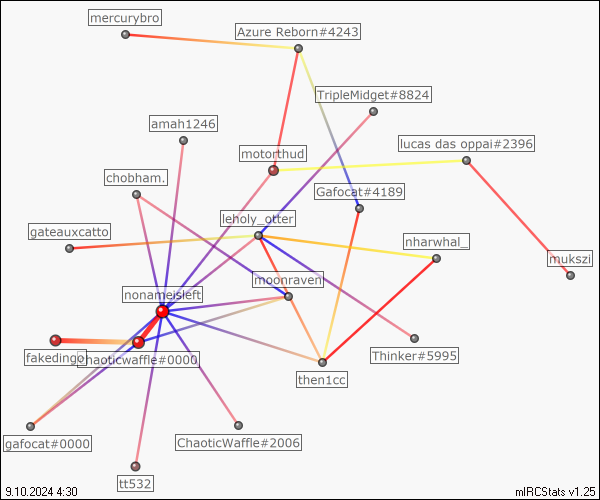 mercurybro
Azure Reborn#4243
TripleMidget#8824
amah1246
lucas das oppai#2396
motorthud
chobham.
Gafocat#4189
leholy_otter
gateauxcatto
nharwhal_
mukszi
moonraven
nonameisleft
fakedingo
chaoticwaffle#0000
Thinker#5995
then1cc
gafocat#0000
ChaoticWaffle#2006
tt532
9.10.2024 4:30
mIRCStats v1.25